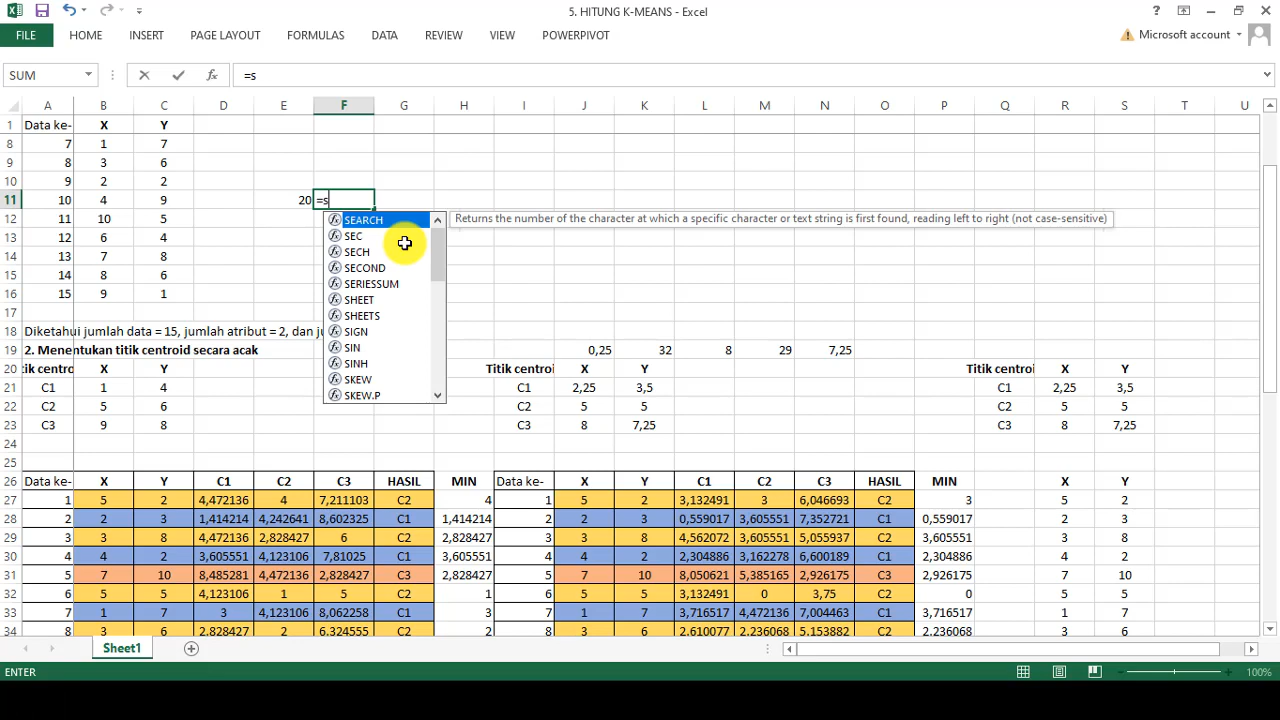 5. HITUNG K-MEANS - Excel
FILE HOME INSERT PAGE LAYOUT FORMULAS DATA REVIEW VIEW POWERPIVOT Microsoft account
SUM =s
A B C D E F G H I J K L M N O P Q R S T U
1 Data ke- X Y
8 7 1 7
9 8 3 6
10 9 2 2
11 10 4 9 20 =s
12 11 10 5
13 12 6 4
14 13 7 8
15 14 8 6
16 15 9 1
17
SEARCH Returns the number of the character at which a specific character or text string is first found, reading left to right (not case-sensitive)
SEC
SECH
SECOND
SERIESSUM
SHEET
SHEETS
SIGN
SIN
SINH
SKEW
SKEW.P
18 Diketahui jumlah data = 15, jumlah atribut = 2, dan ju
19 2. Menentukan titik centroid secara acak 0,25 32 8 29 7,25
20 ik centro X Y Titik centroi X Y Titik centroi X Y
21 C1 1 4 C1 2,25 3,5 C1 2,25 3,5
22 C2 5 6 C2 5 5 C2 5 5
23 C3 9 8 C3 8 7,25 C3 8 7,25
24
25
26 Data ke- X Y C1 C2 C3 HASIL MIN Data ke- X Y C1 C2 C3 HASIL MIN X Y
27 1 5 2 4,472136 4 7,211103 C2 4 1 5 2 3,132491 3 6,046693 C2 3 5 2
28 2 2 3 1,414214 4,242641 8,602325 C1 1,414214 2 2 3 0,559017 3,605551 7,352721 C1 0,559017 2 3
29 3 3 8 4,472136 2,828427 6 C2 2,828427 3 3 8 4,562072 3,605551 5,055937 C2 3,605551 3 8
30 4 4 2 3,605551 4,123106 7,81025 C1 3,605551 4 4 2 2,304886 3,162278 6,600189 C1 2,304886 4 2
31 5 7 10 8,485281 4,472136 2,828427 C3 2,828427 5 7 10 8,050621 5,385165 2,926175 C3 2,926175 7 10
32 6 5 5 4,123106 1 5 C2 1 6 5 5 3,132491 0 3,75 C2 0 5 5
33 7 1 7 3 4,123106 8,062258 C1 3 7 1 7 3,716517 4,472136 7,004463 C1 3,716517 1 7
34 8 3 6 2.828427 2 6.324555 C2 2 8 3 6 2.610077 2.236068 5.153882 C2 2.236068 3 6
Sheet1
ENTER 100%